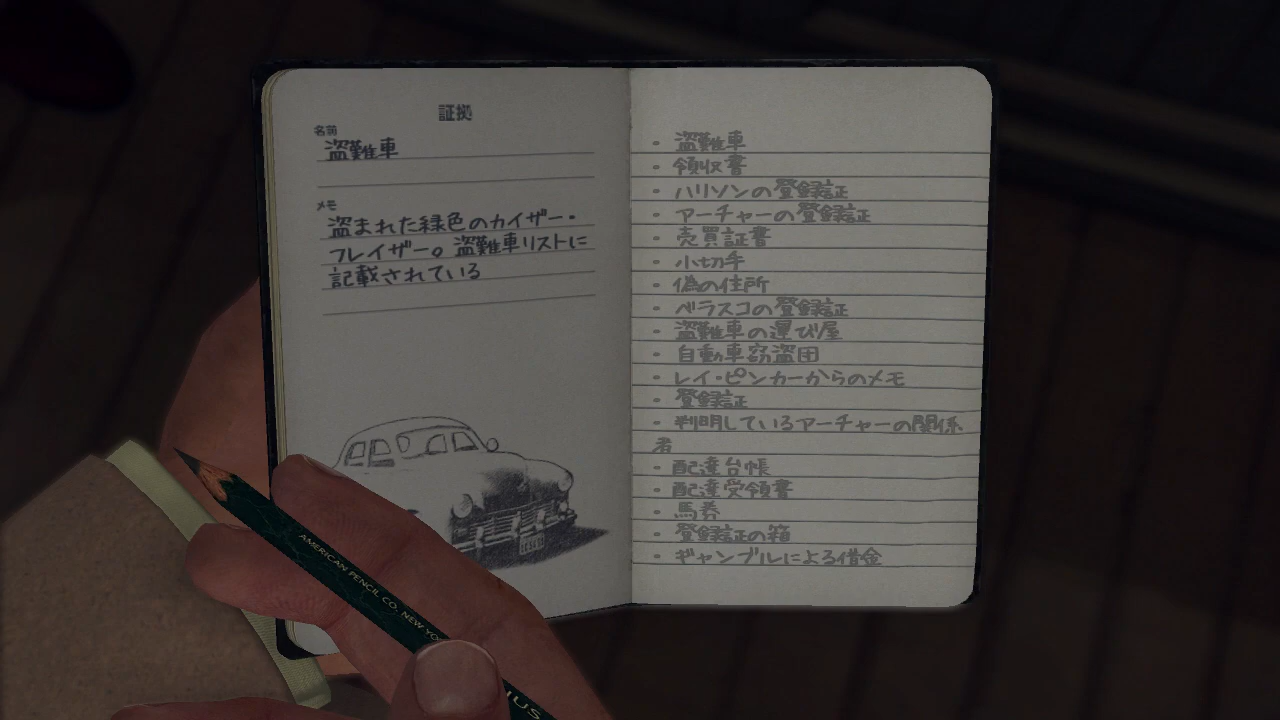 証拠
名前
盗難車
メモ
盗まれた緑色のカイザー・
フレイザー。盗難車リストに
記載されている
・ 盗難車
・ 領収書
・ ハリソンの登録証
・ アーチャーの登録証
・ 売買証書
・ 小切手
・ 偽の住所
・ ベラスコの登録証
・ 盗難車の運び屋
・ 自動車窃盗団
・ レイ・ピンカーからのメモ
・ 登録証
・ 判明しているアーチャーの関係
者
・ 配達台帳
・ 配達受領書
・ 馬券
・ 登録証の箱
・ ギャンブルによる借金
AMERICAN PENCIL CO. NEW YO
IUS